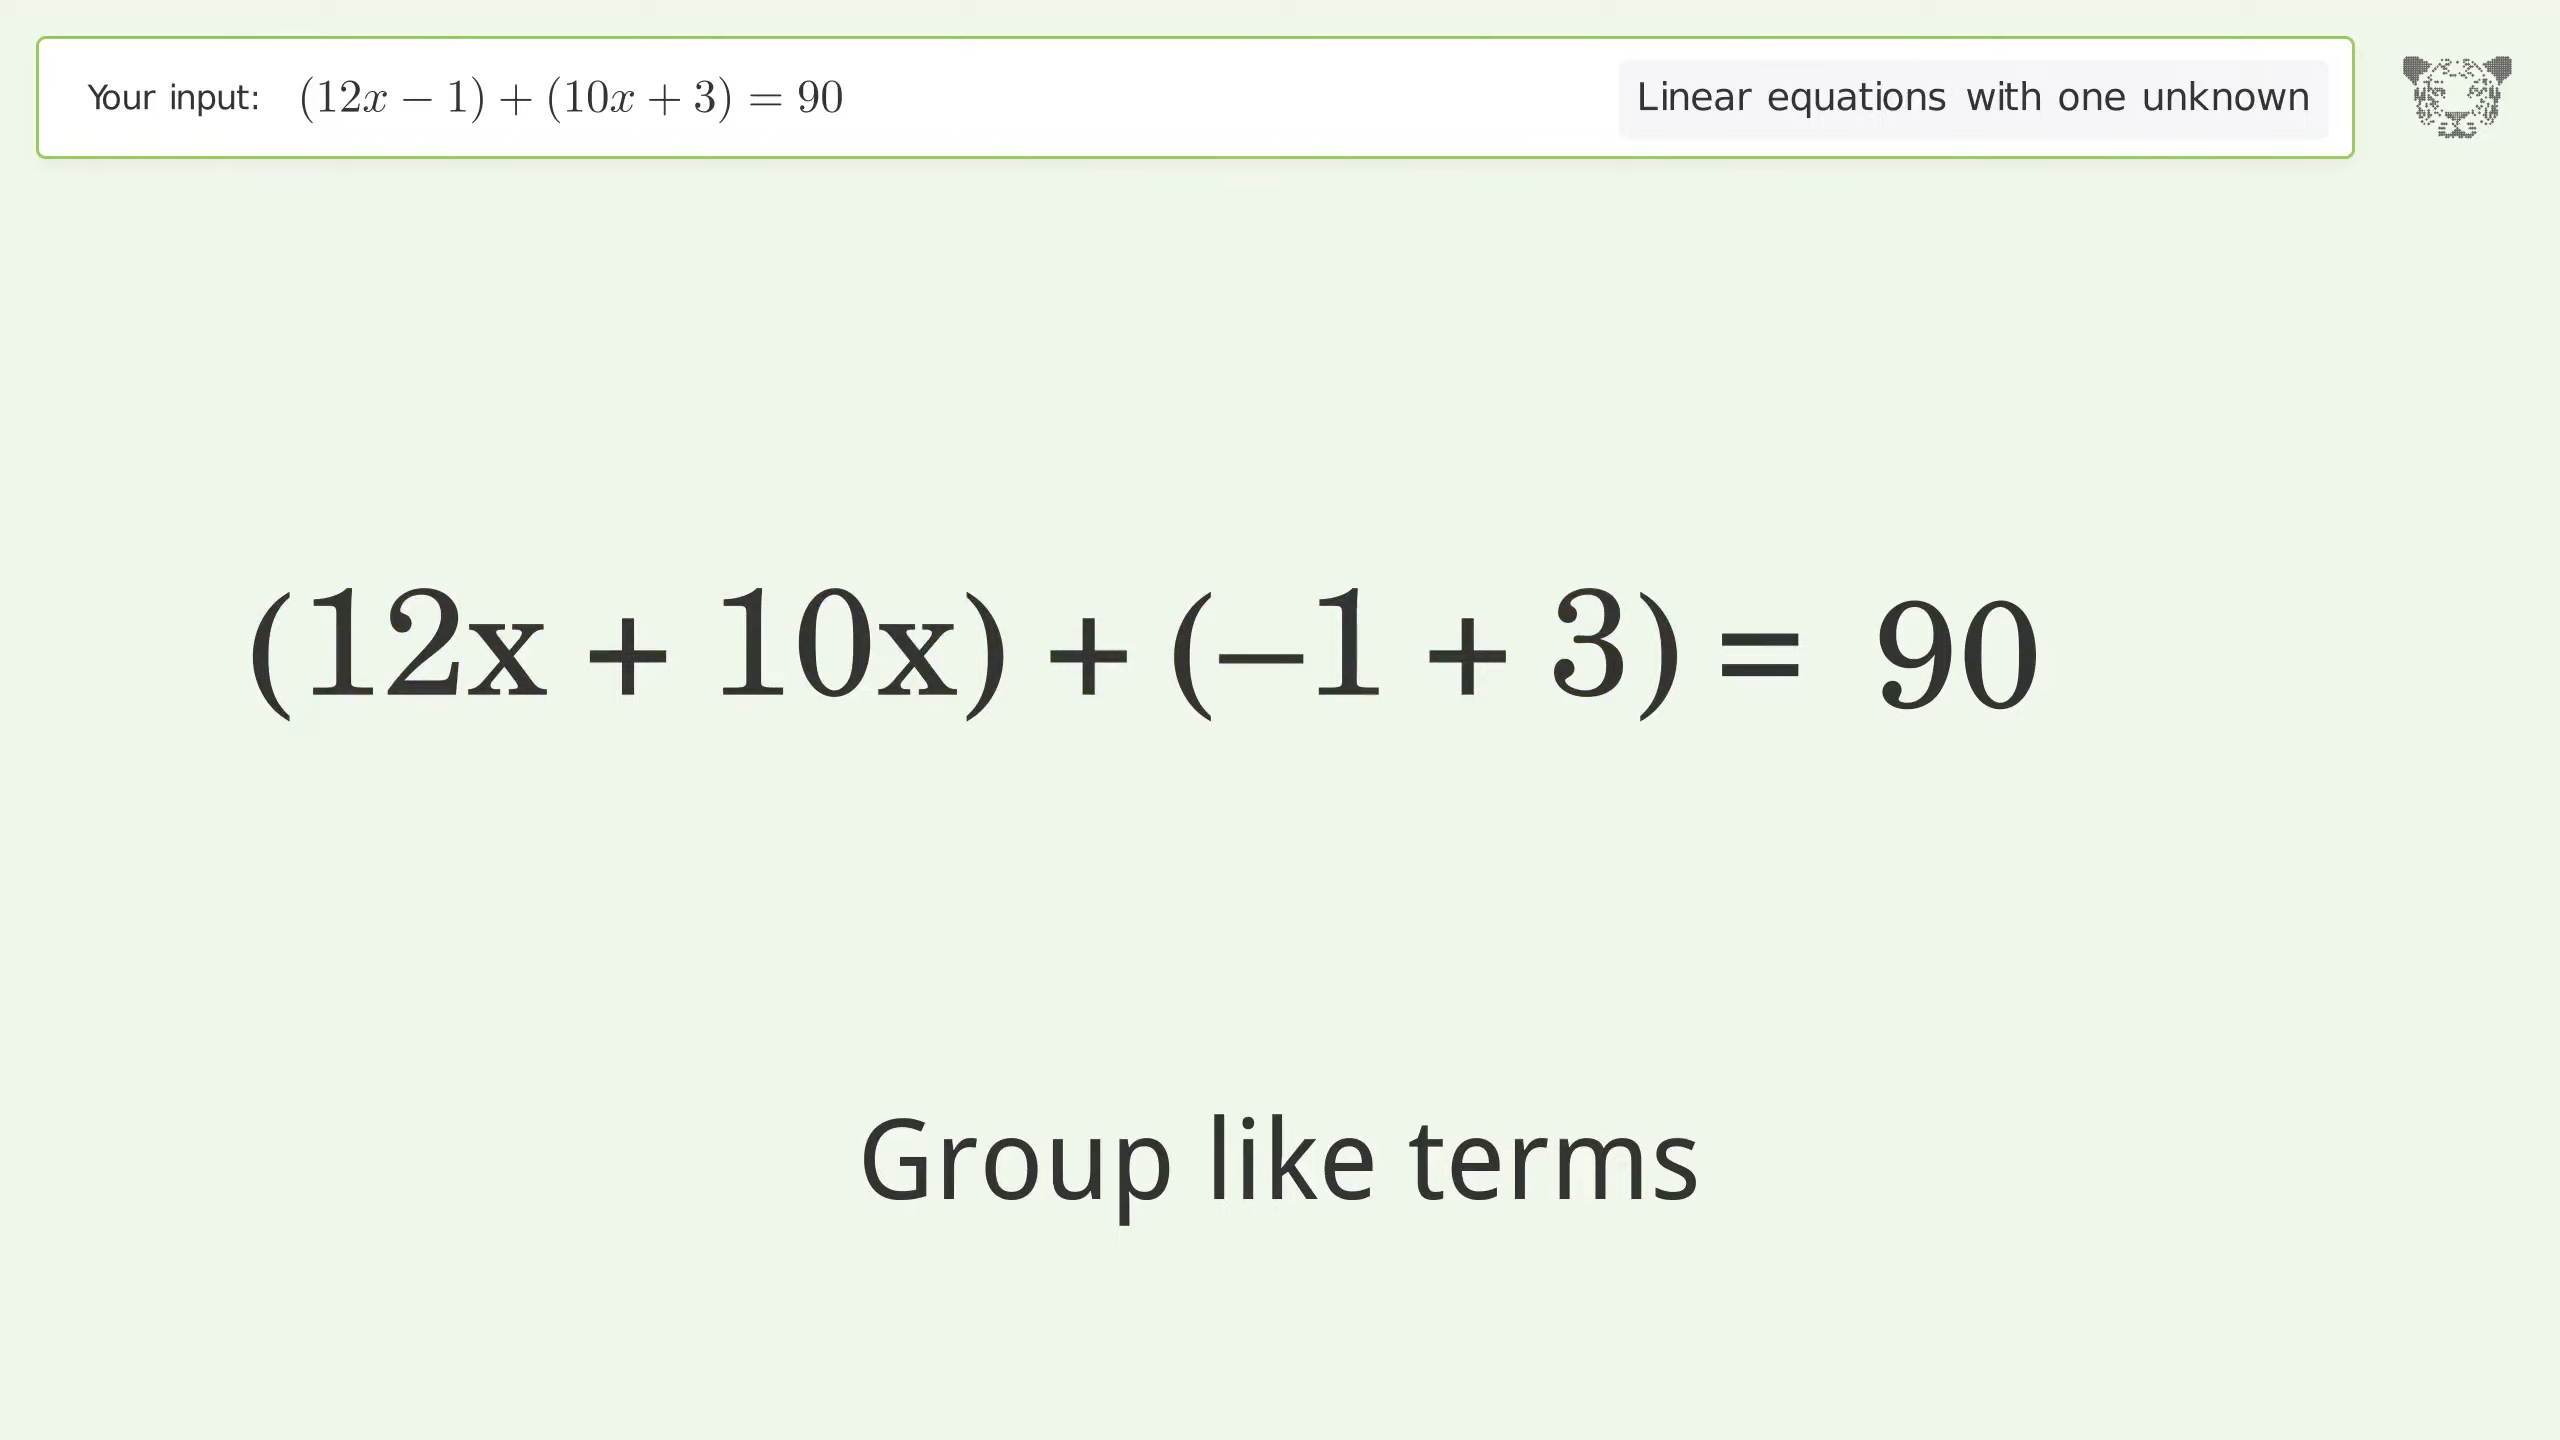 Your input: (12x − 1) + (10x + 3) = 90
Linear equations with one unknown
(12x + 10x) + (−1 + 3) = 90
Group like terms